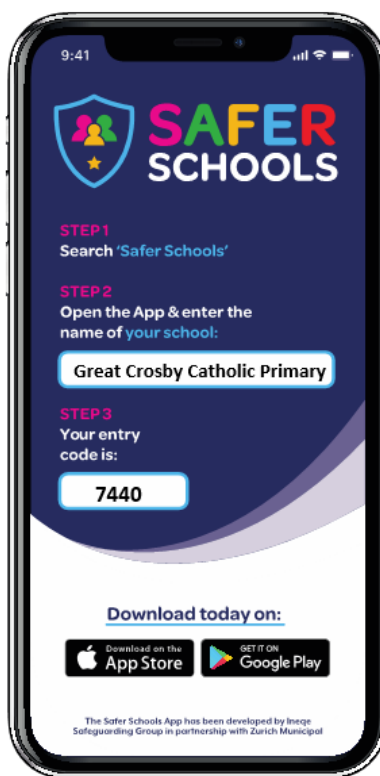 9:41
SAFER
SCHOOLS
STEP 1
Search 'Safer Schools'
STEP 2
Open the App & enter the
name of your school:
Great Crosby Catholic Primary
STEP 3
Your entry
code is:
7440
Download today on:
Download on the
App Store
GET IT ON
Google Play
The Safer Schools App has been developed by Ineqe
Safeguarding Group in partnership with Zurich Municipal